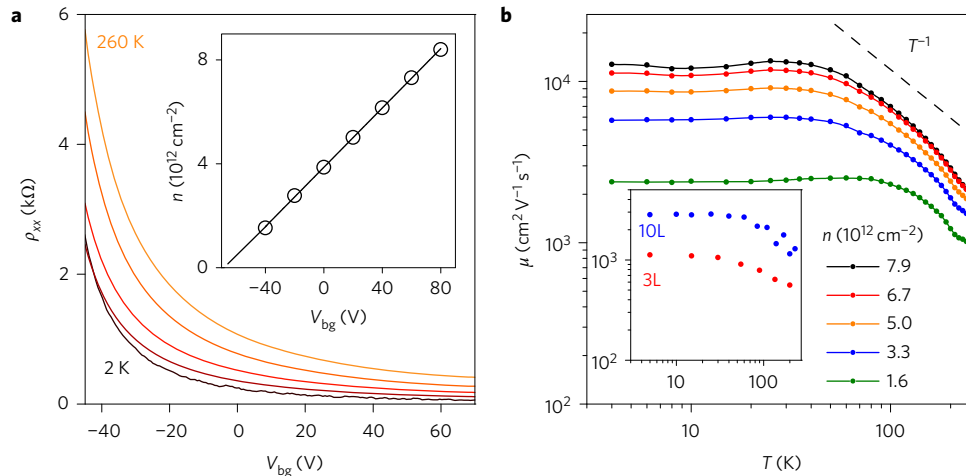 a
6
4
2
0
ρxx (kΩ)
260 K
2 K
−40
−20
0
20
40
60
Vbg (V)
8
4
0
n (10¹² cm⁻²)
−40
0
40
80
Vbg (V)
b
10⁴
10³
10²
μ (cm² V⁻¹ s⁻¹)
T⁻¹
10
100
T (K)
10L
3L
10³
10²
10
100
n (10¹² cm⁻²)
7.9
6.7
5.0
3.3
1.6